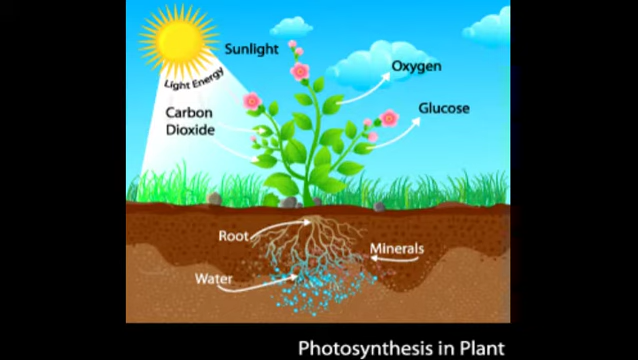 Sunlight
Light Energy
Oxygen
Carbon
Dioxide
Glucose
Root
Minerals
Water
Photosynthesis in Plant